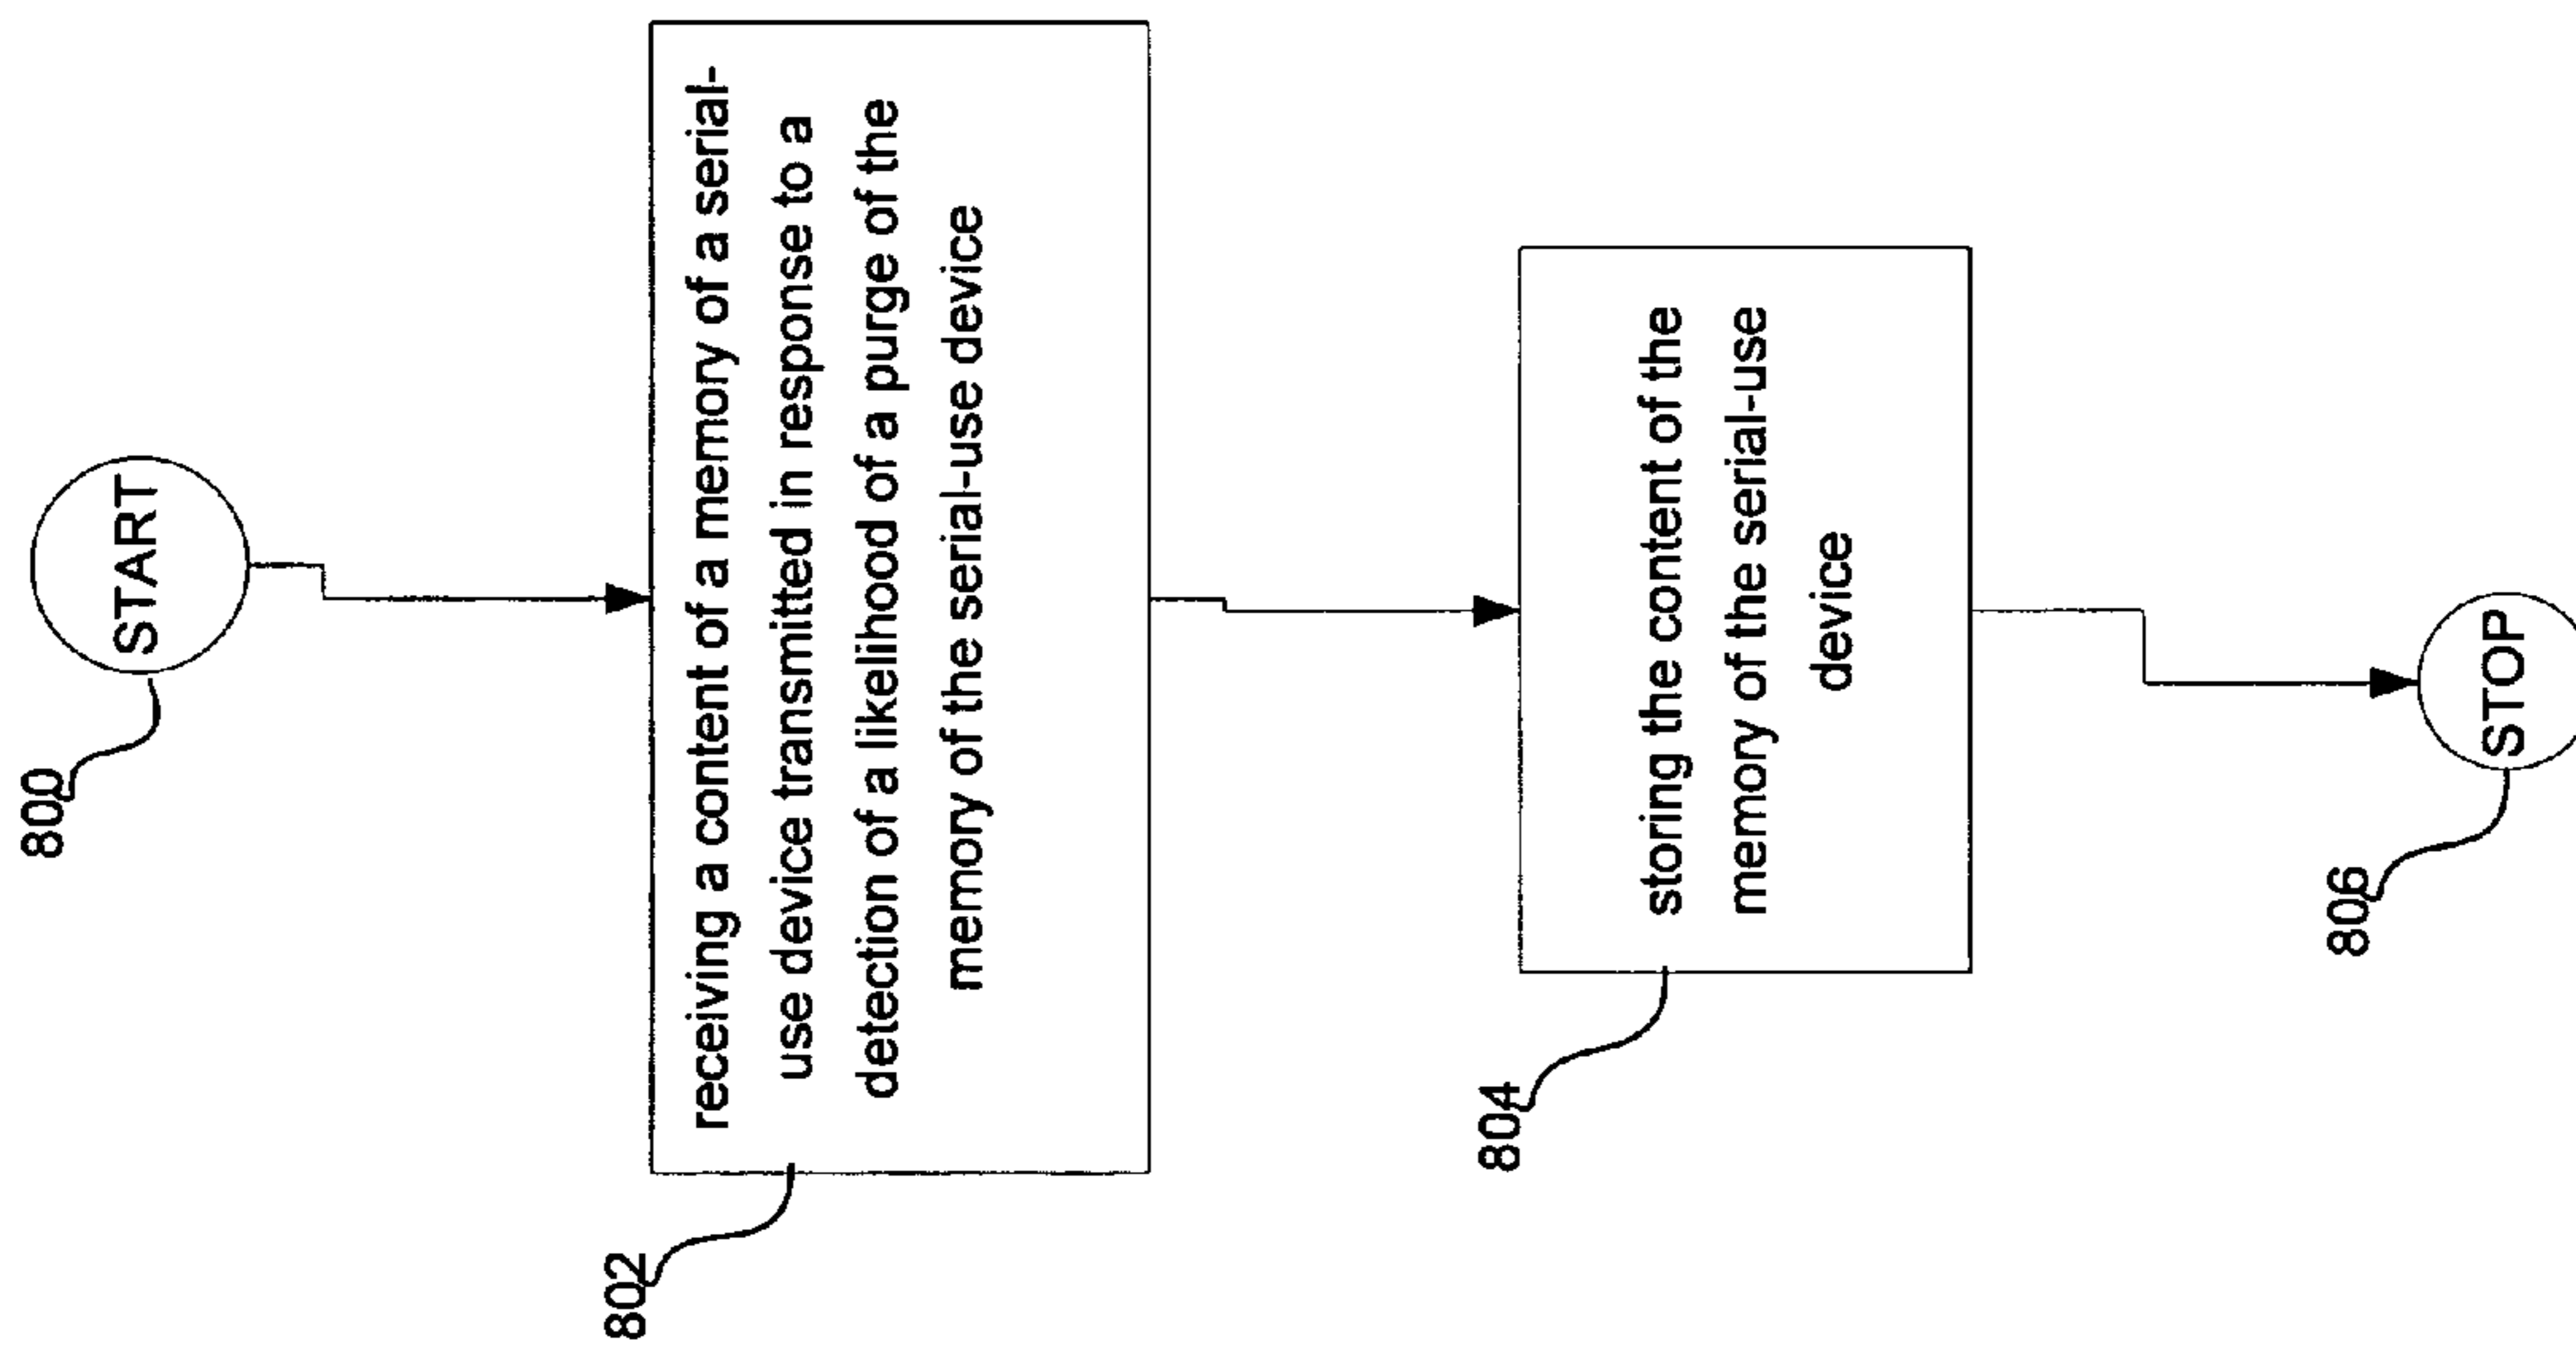 800
START
802
receiving a content of a memory of a serial-
use device transmitted in response to a
detection of a likelihood of a purge of the
memory of the serial-use device
804
storing the content of the
memory of the serial-use
device
806
STOP